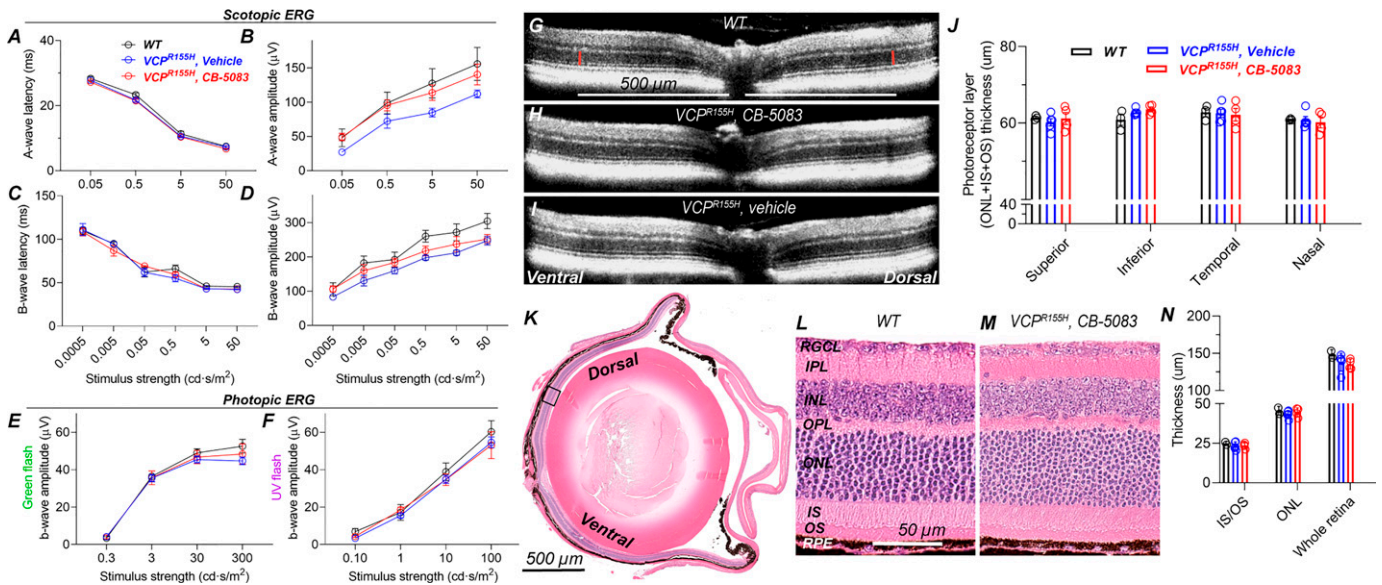 Scotopic ERG
A
WT
VCP^R155H, Vehicle
VCP^R155H, CB-5083
A-wave latency (ms)
40
30
20
10
0
0.05
0.5
5
50
B
A-wave amplitude (µV)
200
150
100
50
0
0.05
0.5
5
50
C
B-wave latency (ms)
150
100
50
0
0.0005
0.005
0.05
0.5
5
50
Stimulus strength (cd·s/m²)
D
B-wave amplitude (µV)
400
300
200
100
0
0.0005
0.005
0.05
0.5
5
50
Stimulus strength (cd·s/m²)
Photopic ERG
E
Green flash
b-wave amplitude (µV)
60
40
20
0
0.3
3
30
300
Stimulus strength (cd·s/m²)
F
UV flash
b-wave amplitude (µV)
60
40
20
0
0.10
1
10
100
Stimulus strength (cd·s/m²)
G
WT
500 µm
H
VCP^R155H, CB-5083
I
VCP^R155H, vehicle
Ventral
Dorsal
J
WT
VCP^R155H, Vehicle
VCP^R155H, CB-5083
Photoreceptor layer
(ONL+IS+OS) thickness (um)
80
60
40
20
0
Superior
Inferior
Temporal
Nasal
K
Dorsal
Ventral
500 µm
L
WT
RGCL
IPL
INL
OPL
ONL
IS
OS
RPE
50 µm
M
VCP^R155H, CB-5083
N
Thickness (um)
200
150
100
50
25
0
IS/OS
ONL
Whole retina